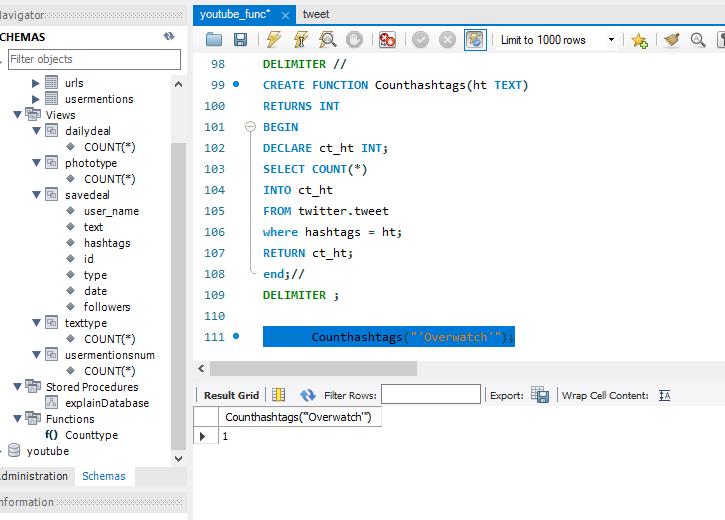 Navigator
SCHEMAS
Filter objects
urls
usermentions
Views
dailydeal
COUNT(*)
phototype
COUNT(*)
savedeal
user_name
text
hashtags
id
type
date
followers
texttype
COUNT(*)
usermentionsnum
COUNT(*)
Stored Procedures
explainDatabase
Functions
f() Counttype
youtube
Administration Schemas
Information
youtube_func* tweet
Limit to 1000 rows
98 DELIMITER //
99 CREATE FUNCTION Counthashtags(ht TEXT)
100 RETURNS INT
101 BEGIN
102 DECLARE ct_ht INT;
103 SELECT COUNT(*)
104 INTO ct_ht
105 FROM twitter.tweet
106 where hashtags = ht;
107 RETURN ct_ht;
108 end;//
109 DELIMITER ;
110
111 Counthashtags("'Overwatch'");
Result Grid Filter Rows: Export: Wrap Cell Content:
Counthashtags("'Overwatch'")
1